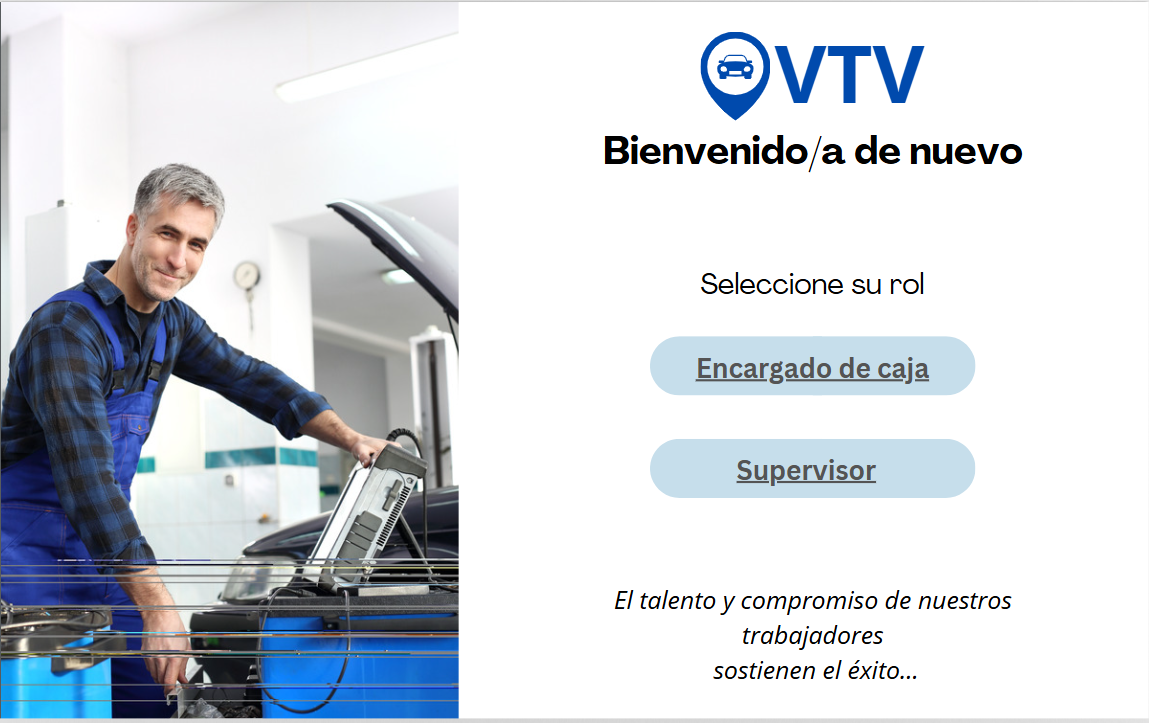 VTV
Bienvenido/a de nuevo
Seleccione su rol
Encargado de caja
Supervisor
El talento y compromiso de nuestros
trabajadores
sostienen el éxito...